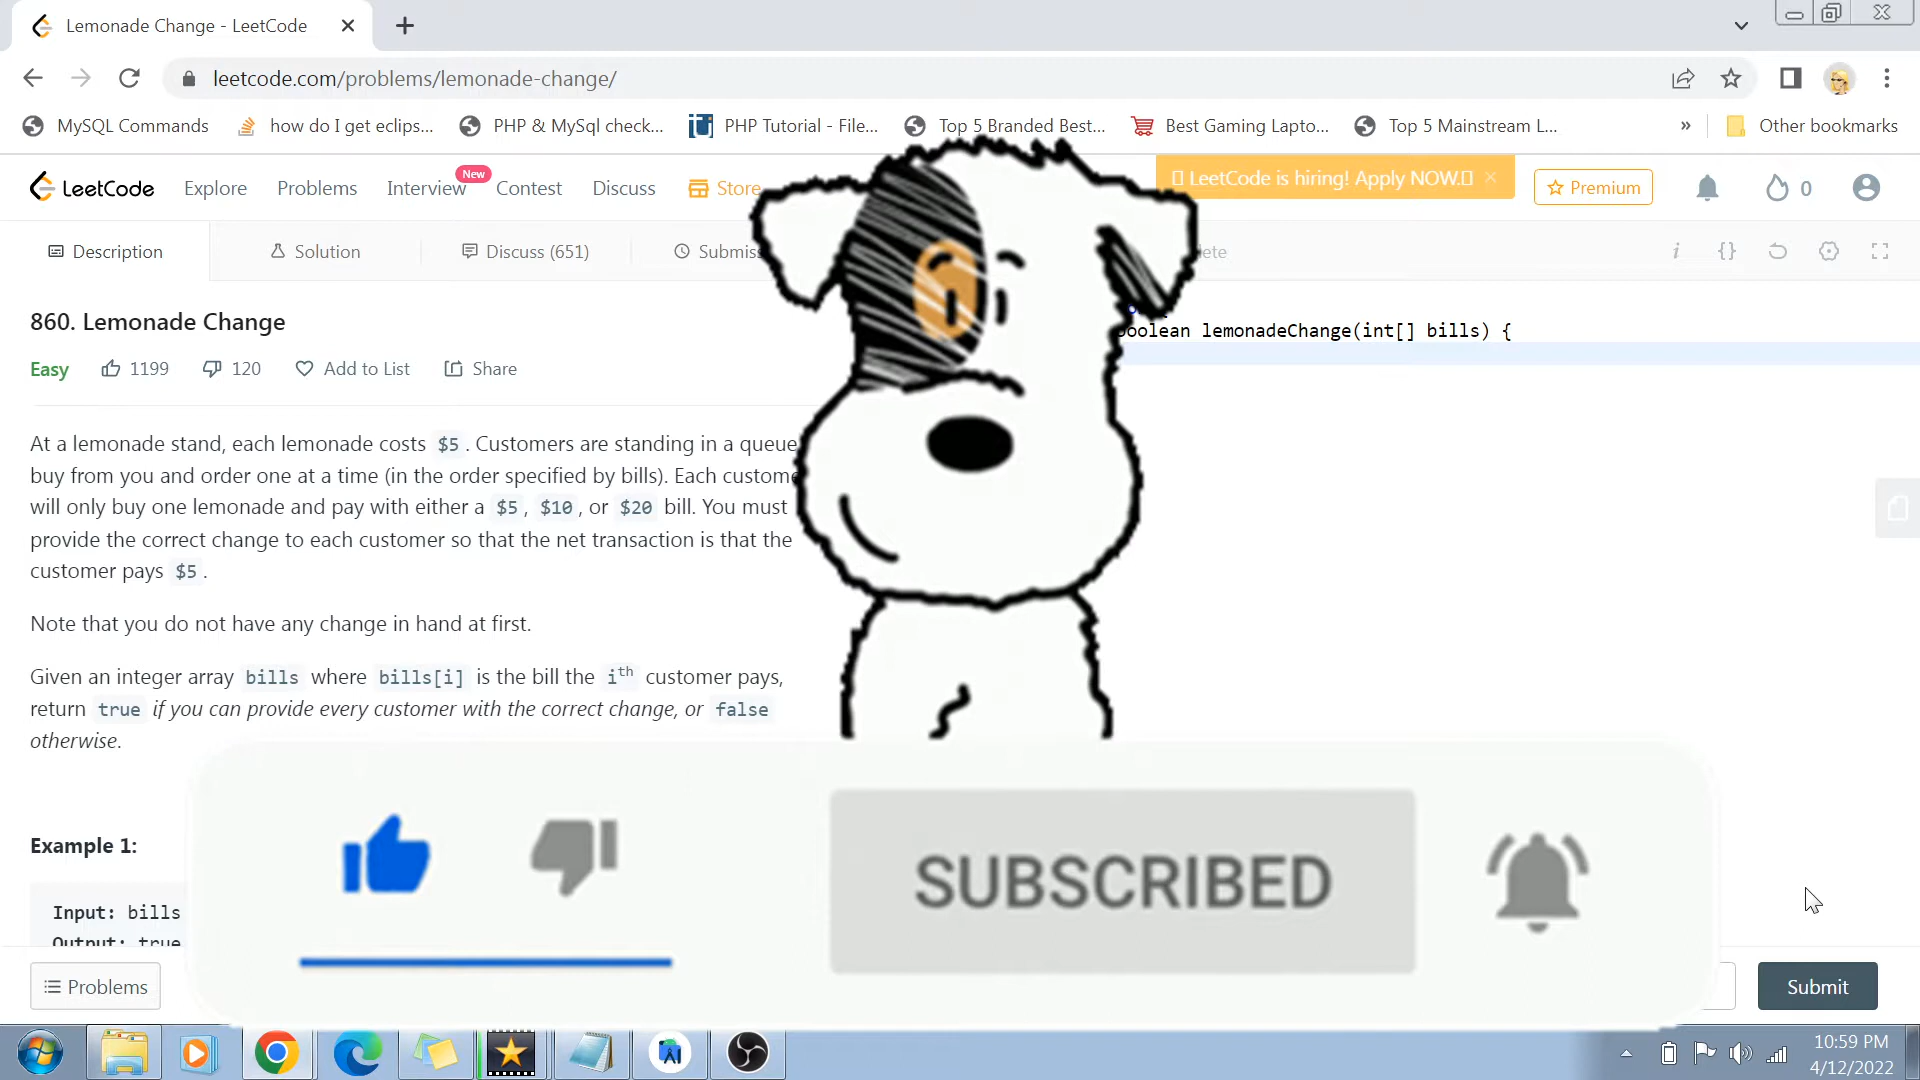 Lemonade Change - LeetCode
leetcode.com/problems/lemonade-change/
MySQL Commands
how do I get eclips...
PHP & MySql check...
PHP Tutorial - File...
Top 5 Branded Best...
Best Gaming Lapto...
Top 5 Mainstream L...
»
Other bookmarks
LeetCode
Explore
Problems
Interview
New
Contest
Discuss
Store
LeetCode is hiring! Apply NOW.
Premium
0
Description
Solution
Discuss (651)
Submiss
i
{}
860. Lemonade Change
boolean lemonadeChange(int[] bills) {
Easy
1199
120
Add to List
Share
At a lemonade stand, each lemonade costs $5. Customers are standing in a queue
buy from you and order one at a time (in the order specified by bills). Each custome
will only buy one lemonade and pay with either a $5, $10, or $20 bill. You must
provide the correct change to each customer so that the net transaction is that the
customer pays $5.
Note that you do not have any change in hand at first.
Given an integer array bills where bills[i] is the bill the ith customer pays,
return true if you can provide every customer with the correct change, or false
otherwise.
Example 1:
Input: bills
Output: true
SUBSCRIBED
Problems
Submit
10:59 PM
4/12/2022